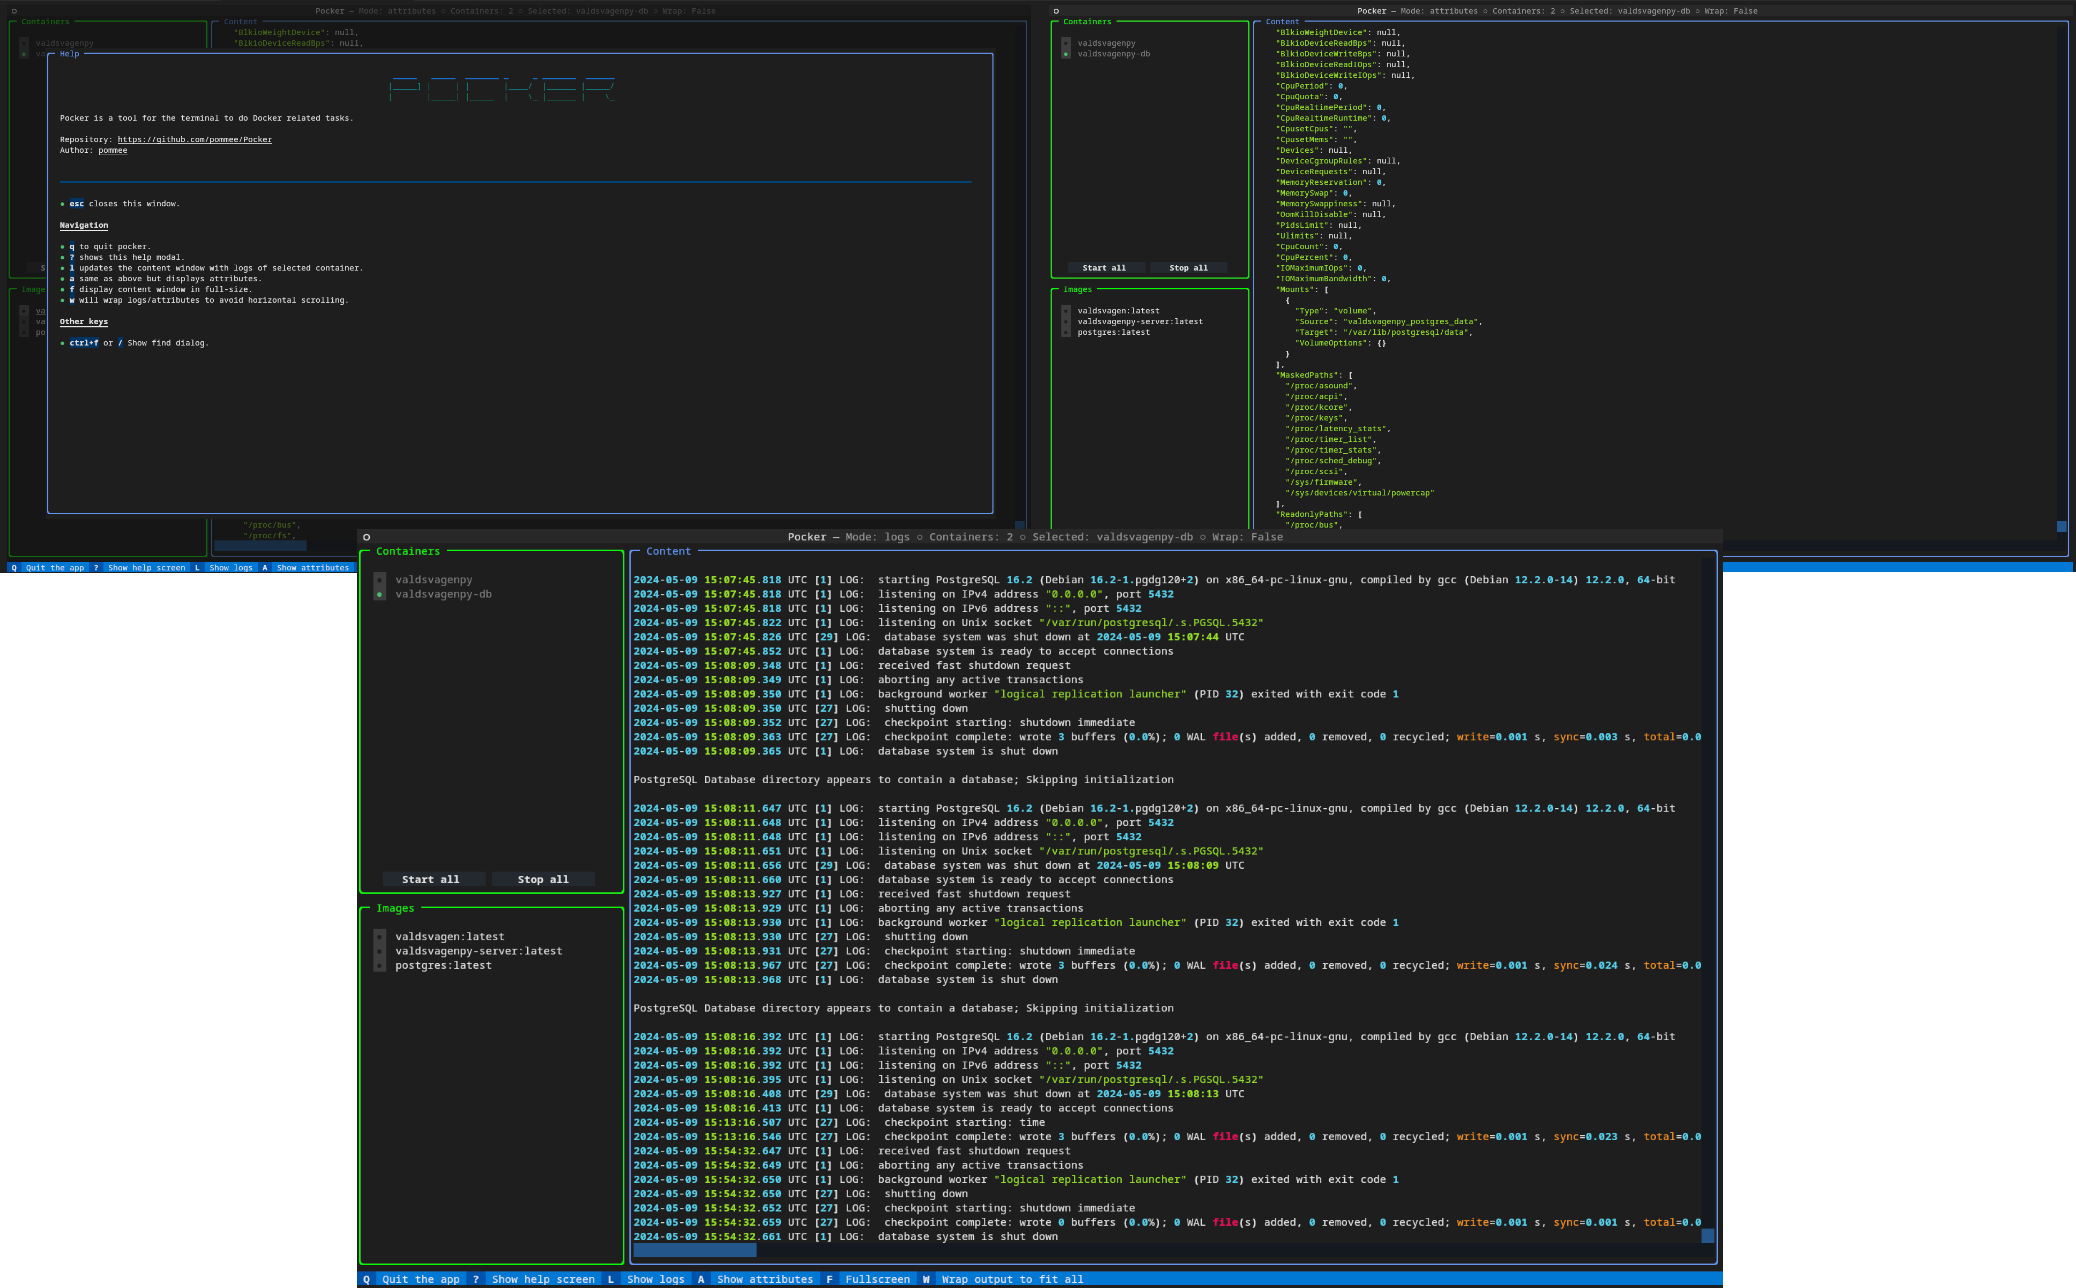 Pocker — Mode: attributes ○ Containers: 2 ○ Selected: valdsvagenpy-db ○ Wrap: False
Containers
valdsvagenpy
va
Content
"BlkioWeightDevice": null,
"BlkioDeviceReadBps": null,
Help
POCKER
Pocker is a tool for the terminal to do Docker related tasks.
Repository: https://github.com/pommee/Pocker
Author: pommee
• esc closes this window.
Navigation
• q to quit pocker.
• ? shows this help modal.
• l updates the content window with logs of selected container.
• a same as above but displays attributes.
• f display content window in full-size.
• w will wrap logs/attributes to avoid horizontal scrolling.
Other keys
• ctrl+f or / Show find dialog.
S
Image
va
va
po
"/proc/bus",
"/proc/fs",
Q Quit the app ? Show help screen L Show logs A Show attributes
Pocker — Mode: attributes ○ Containers: 2 ○ Selected: valdsvagenpy-db ○ Wrap: False
Containers
valdsvagenpy
valdsvagenpy-db
Start all Stop all
Images
valdsvagen:latest
valdsvagenpy-server:latest
postgres:latest
Content
"BlkioWeightDevice": null,
"BlkioDeviceReadBps": null,
"BlkioDeviceWriteBps": null,
"BlkioDeviceReadIOps": null,
"BlkioDeviceWriteIOps": null,
"CpuPeriod": 0,
"CpuQuota": 0,
"CpuRealtimePeriod": 0,
"CpuRealtimeRuntime": 0,
"CpusetCpus": "",
"CpusetMems": "",
"Devices": null,
"DeviceCgroupRules": null,
"DeviceRequests": null,
"MemoryReservation": 0,
"MemorySwap": 0,
"MemorySwappiness": null,
"OomKillDisable": null,
"PidsLimit": null,
"Ulimits": null,
"CpuCount": 0,
"CpuPercent": 0,
"IOMaximumIOps": 0,
"IOMaximumBandwidth": 0,
"Mounts": [
{
"Type": "volume",
"Source": "valdsvagenpy_postgres_data",
"Target": "/var/lib/postgresql/data",
"VolumeOptions": {}
}
],
"MaskedPaths": [
"/proc/asound",
"/proc/acpi",
"/proc/kcore",
"/proc/keys",
"/proc/latency_stats",
"/proc/timer_list",
"/proc/timer_stats",
"/proc/sched_debug",
"/proc/scsi",
"/sys/firmware",
"/sys/devices/virtual/powercap"
],
"ReadonlyPaths": [
"/proc/bus",
Pocker — Mode: logs ○ Containers: 2 ○ Selected: valdsvagenpy-db ○ Wrap: False
Containers
valdsvagenpy
valdsvagenpy-db
Start all Stop all
Images
valdsvagen:latest
valdsvagenpy-server:latest
postgres:latest
Content
2024-05-09 15:07:45.818 UTC [1] LOG:  starting PostgreSQL 16.2 (Debian 16.2-1.pgdg120+2) on x86_64-pc-linux-gnu, compiled by gcc (Debian 12.2.0-14) 12.2.0, 64-bit
2024-05-09 15:07:45.818 UTC [1] LOG:  listening on IPv4 address "0.0.0.0", port 5432
2024-05-09 15:07:45.818 UTC [1] LOG:  listening on IPv6 address "::", port 5432
2024-05-09 15:07:45.822 UTC [1] LOG:  listening on Unix socket "/var/run/postgresql/.s.PGSQL.5432"
2024-05-09 15:07:45.826 UTC [29] LOG:  database system was shut down at 2024-05-09 15:07:44 UTC
2024-05-09 15:07:45.852 UTC [1] LOG:  database system is ready to accept connections
2024-05-09 15:08:09.348 UTC [1] LOG:  received fast shutdown request
2024-05-09 15:08:09.349 UTC [1] LOG:  aborting any active transactions
2024-05-09 15:08:09.350 UTC [1] LOG:  background worker "logical replication launcher" (PID 32) exited with exit code 1
2024-05-09 15:08:09.350 UTC [27] LOG:  shutting down
2024-05-09 15:08:09.352 UTC [27] LOG:  checkpoint starting: shutdown immediate
2024-05-09 15:08:09.363 UTC [27] LOG:  checkpoint complete: wrote 3 buffers (0.0%); 0 WAL file(s) added, 0 removed, 0 recycled; write=0.001 s, sync=0.003 s, total=0.0
2024-05-09 15:08:09.365 UTC [1] LOG:  database system is shut down
PostgreSQL Database directory appears to contain a database; Skipping initialization
2024-05-09 15:08:11.647 UTC [1] LOG:  starting PostgreSQL 16.2 (Debian 16.2-1.pgdg120+2) on x86_64-pc-linux-gnu, compiled by gcc (Debian 12.2.0-14) 12.2.0, 64-bit
2024-05-09 15:08:11.648 UTC [1] LOG:  listening on IPv4 address "0.0.0.0", port 5432
2024-05-09 15:08:11.648 UTC [1] LOG:  listening on IPv6 address "::", port 5432
2024-05-09 15:08:11.651 UTC [1] LOG:  listening on Unix socket "/var/run/postgresql/.s.PGSQL.5432"
2024-05-09 15:08:11.656 UTC [29] LOG:  database system was shut down at 2024-05-09 15:08:09 UTC
2024-05-09 15:08:11.660 UTC [1] LOG:  database system is ready to accept connections
2024-05-09 15:08:13.927 UTC [1] LOG:  received fast shutdown request
2024-05-09 15:08:13.929 UTC [1] LOG:  aborting any active transactions
2024-05-09 15:08:13.930 UTC [1] LOG:  background worker "logical replication launcher" (PID 32) exited with exit code 1
2024-05-09 15:08:13.930 UTC [27] LOG:  shutting down
2024-05-09 15:08:13.931 UTC [27] LOG:  checkpoint starting: shutdown immediate
2024-05-09 15:08:13.967 UTC [27] LOG:  checkpoint complete: wrote 3 buffers (0.0%); 0 WAL file(s) added, 0 removed, 0 recycled; write=0.001 s, sync=0.024 s, total=0.0
2024-05-09 15:08:13.968 UTC [1] LOG:  database system is shut down
PostgreSQL Database directory appears to contain a database; Skipping initialization
2024-05-09 15:08:16.392 UTC [1] LOG:  starting PostgreSQL 16.2 (Debian 16.2-1.pgdg120+2) on x86_64-pc-linux-gnu, compiled by gcc (Debian 12.2.0-14) 12.2.0, 64-bit
2024-05-09 15:08:16.392 UTC [1] LOG:  listening on IPv4 address "0.0.0.0", port 5432
2024-05-09 15:08:16.392 UTC [1] LOG:  listening on IPv6 address "::", port 5432
2024-05-09 15:08:16.395 UTC [1] LOG:  listening on Unix socket "/var/run/postgresql/.s.PGSQL.5432"
2024-05-09 15:08:16.408 UTC [29] LOG:  database system was shut down at 2024-05-09 15:08:13 UTC
2024-05-09 15:08:16.413 UTC [1] LOG:  database system is ready to accept connections
2024-05-09 15:13:16.507 UTC [27] LOG:  checkpoint starting: time
2024-05-09 15:13:16.546 UTC [27] LOG:  checkpoint complete: wrote 3 buffers (0.0%); 0 WAL file(s) added, 0 removed, 0 recycled; write=0.001 s, sync=0.023 s, total=0.0
2024-05-09 15:54:32.647 UTC [1] LOG:  received fast shutdown request
2024-05-09 15:54:32.649 UTC [1] LOG:  aborting any active transactions
2024-05-09 15:54:32.650 UTC [1] LOG:  background worker "logical replication launcher" (PID 32) exited with exit code 1
2024-05-09 15:54:32.650 UTC [27] LOG:  shutting down
2024-05-09 15:54:32.652 UTC [27] LOG:  checkpoint starting: shutdown immediate
2024-05-09 15:54:32.659 UTC [27] LOG:  checkpoint complete: wrote 0 buffers (0.0%); 0 WAL file(s) added, 0 removed, 0 recycled; write=0.001 s, sync=0.001 s, total=0.0
2024-05-09 15:54:32.661 UTC [1] LOG:  database system is shut down
Q Quit the app ? Show help screen L Show logs A Show attributes F Fullscreen W Wrap output to fit all